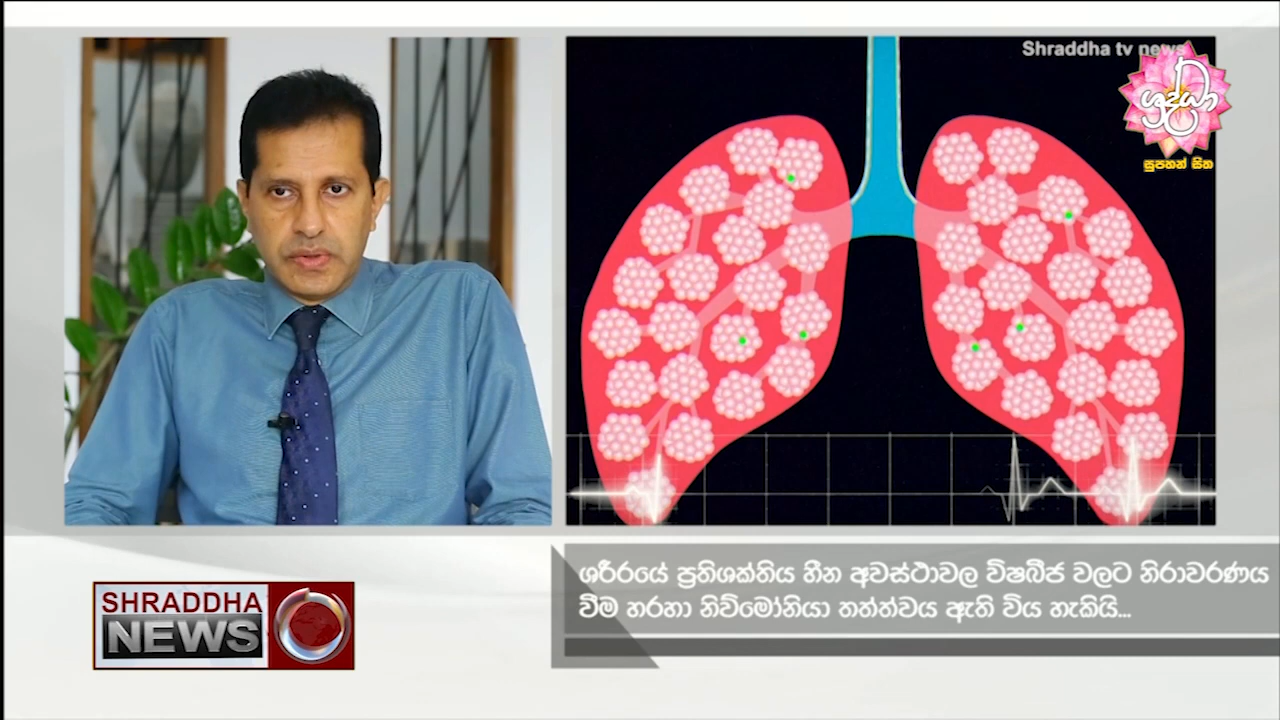 Shraddha tv news
ශ්‍රද්ධා
සුපහන් සිත
SHRADDHA
NEWS
ශරීරයේ ප්‍රතිශක්තිය හීන අවස්ථාවල විෂබීජ වලට නිරාවරණය
වීම හරහා නිව්මෝනියා තත්ත්වය ඇති විය හැකියි...